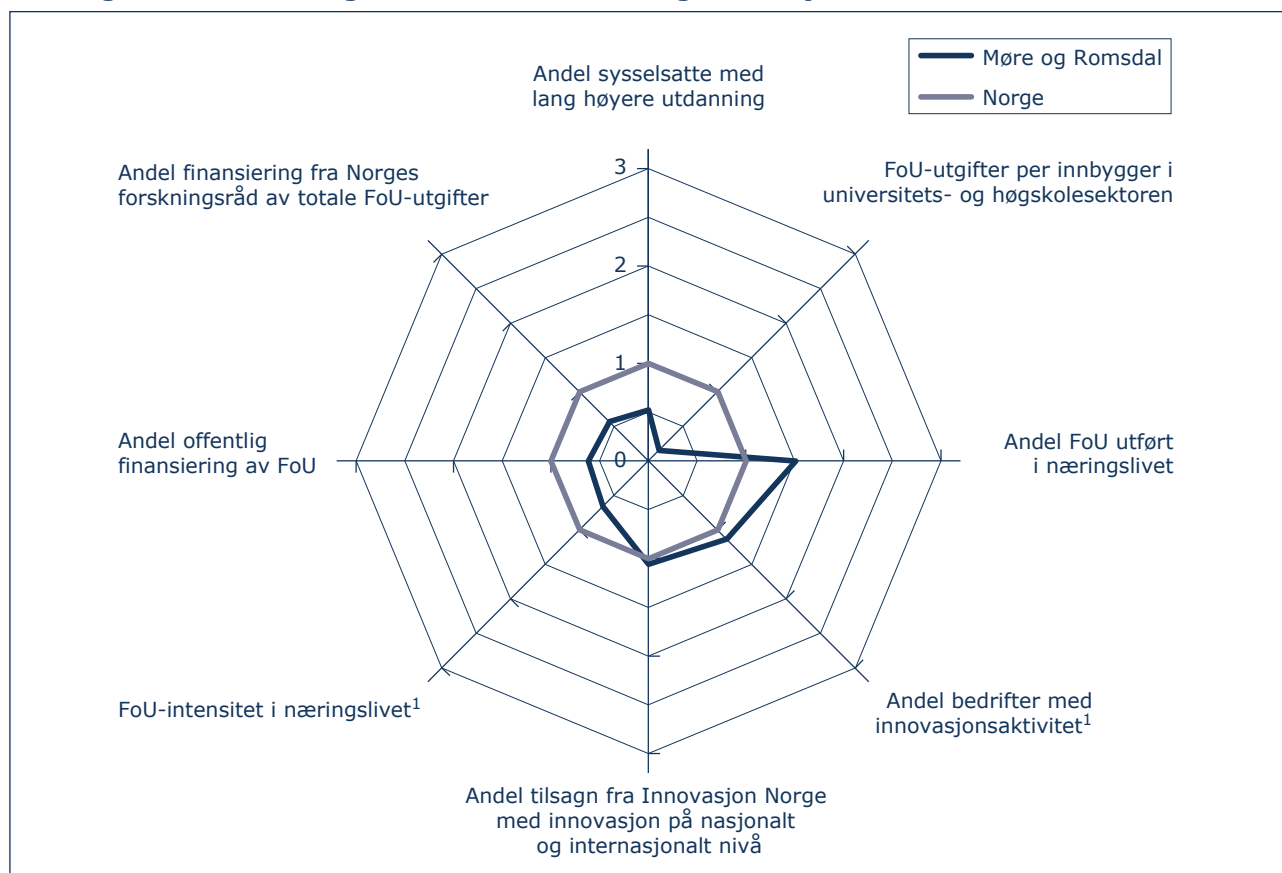 Møre og Romsdal
Norge
Andel sysselsatte med
lang høyere utdanning
FoU-utgifter per innbygger i
universitets- og høgskolesektoren
Andel finansiering fra Norges
forskningsråd av totale FoU-utgifter
3
2
1
0
Andel offentlig
finansiering av FoU
Andel FoU utført
i næringslivet
FoU-intensitet i næringslivet1
Andel bedrifter med
innovasjonsaktivitet1
Andel tilsagn fra Innovasjon Norge
med innovasjon på nasjonalt
og internasjonalt nivå